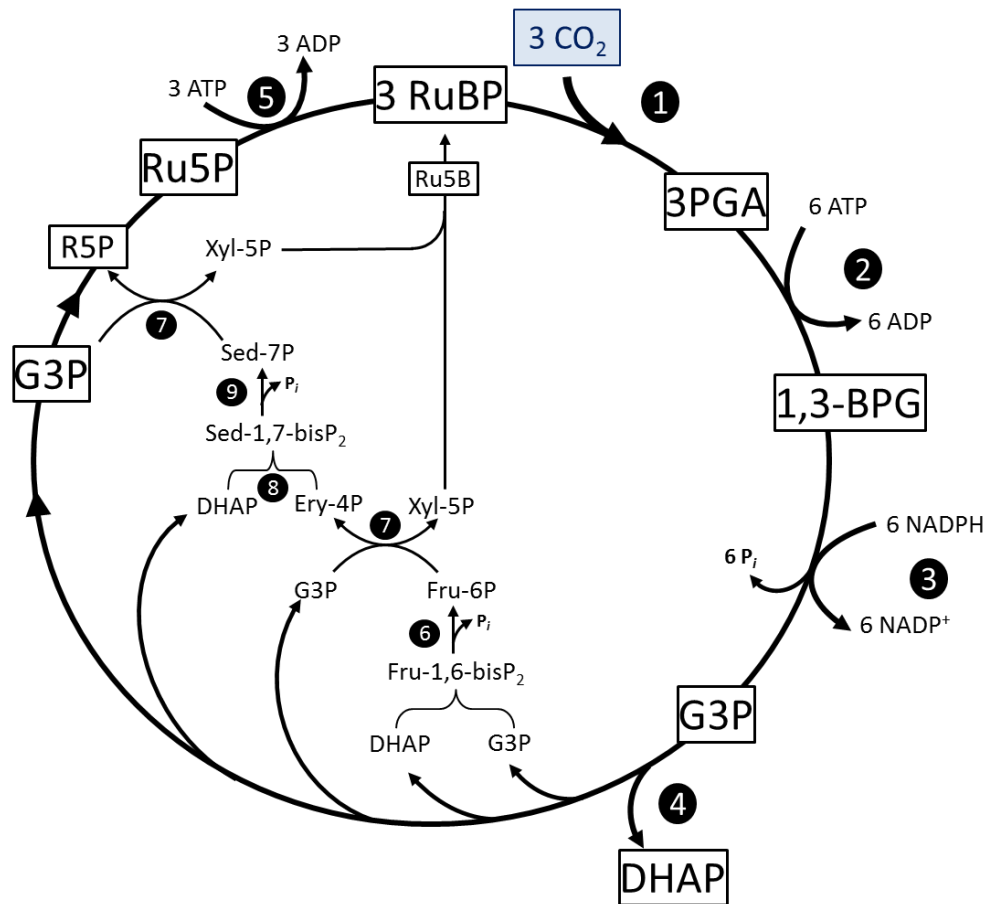 3 CO2
3 ADP
3 ATP
5
3 RuBP
1
Ru5P
Ru5B
3PGA
6 ATP
R5P
Xyl-5P
2
6 ADP
7
G3P
Sed-7P
9
Pi
1,3-BPG
Sed-1,7-bisP2
8
DHAP
Ery-4P
Xyl-5P
7
6 NADPH
6 Pi
3
G3P
Fru-6P
6 NADP+
6
Pi
Fru-1,6-bisP2
G3P
DHAP
G3P
4
DHAP